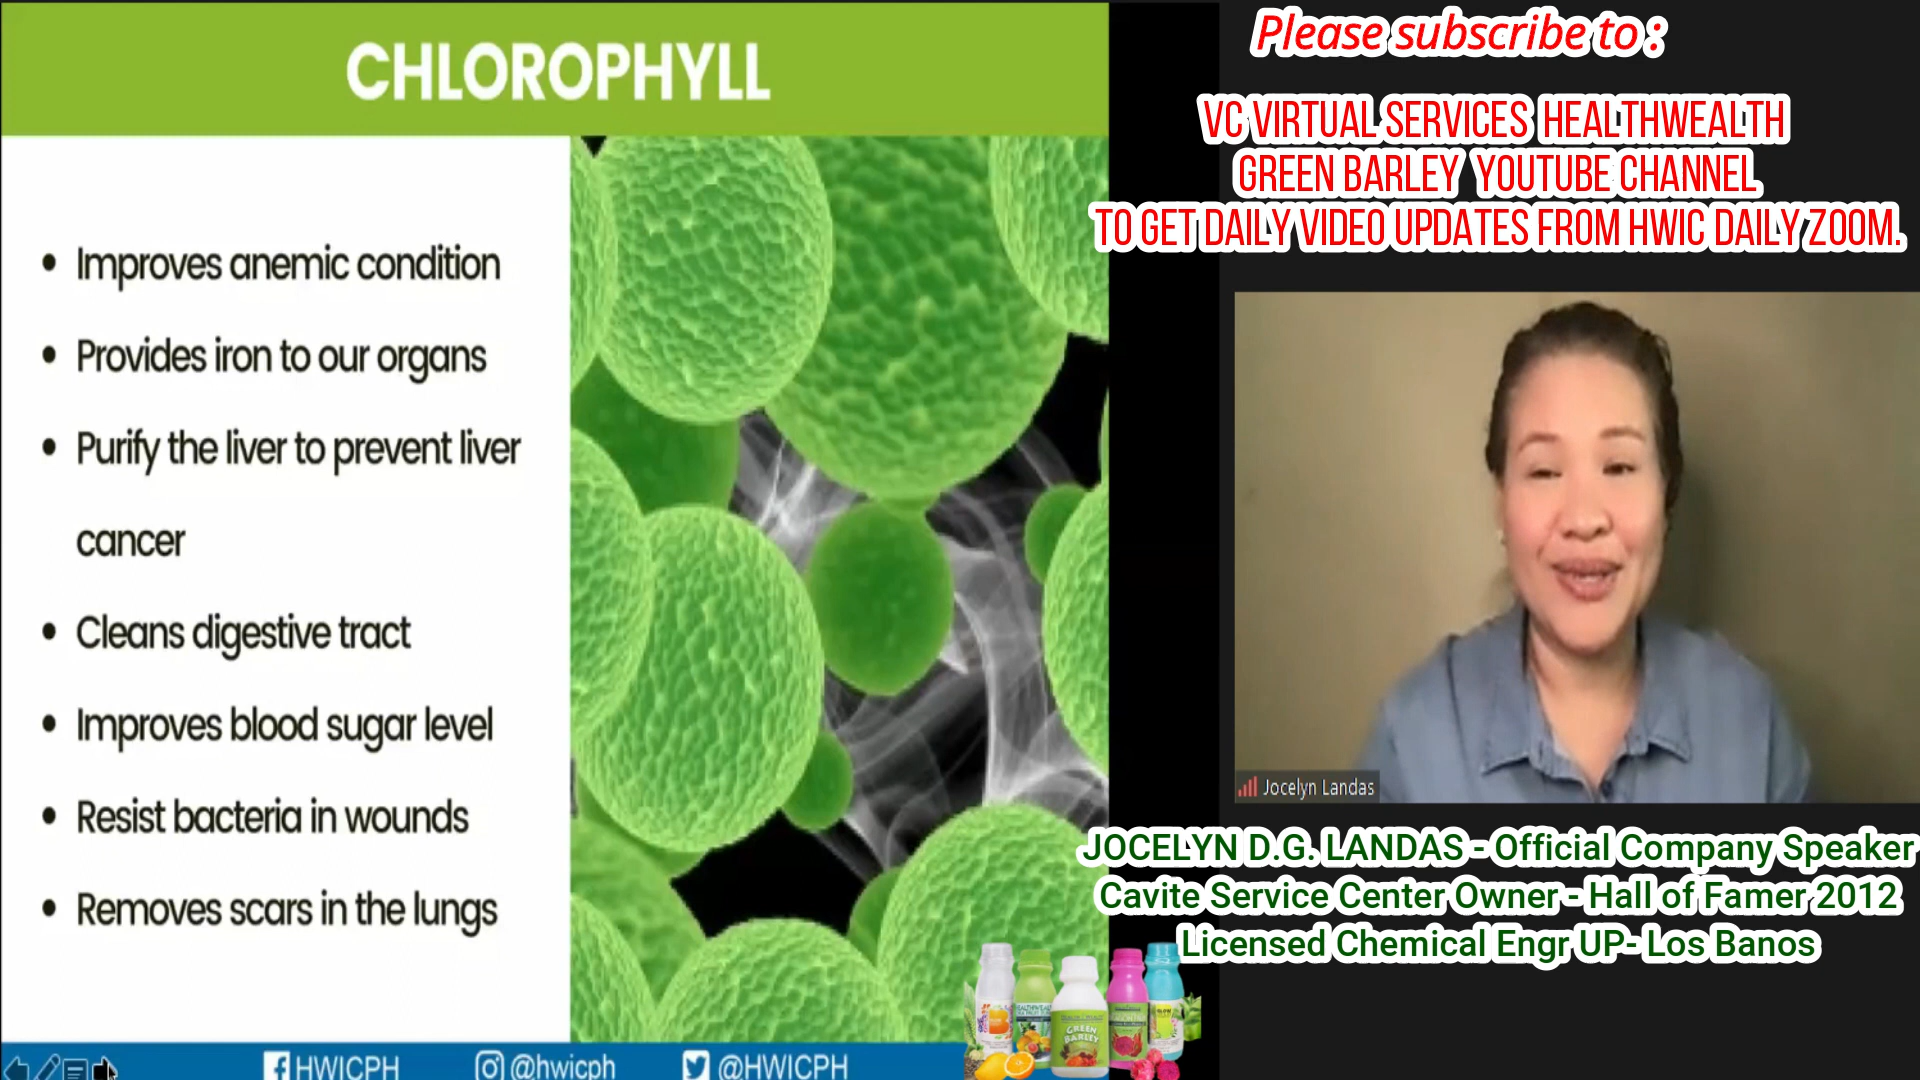 CHLOROPHYLL
• Improves anemic condition
• Provides iron to our organs
• Purify the liver to prevent liver
cancer
• Cleans digestive tract
• Improves blood sugar level
• Resist bacteria in wounds
• Removes scars in the lungs
HWICPH
@hwicph
@HWICPH
Please subscribe to :
VC VIRTUAL SERVICES HEALTHWEALTH
GREEN BARLEY YOUTUBE CHANNEL
TO GET DAILY VIDEO UPDATES FROM HWIC DAILY ZOOM.
Jocelyn Landas
JOCELYN D.G. LANDAS - Official Company Speaker
Cavite Service Center Owner - Hall of Famer 2012
Licensed Chemical Engr UP- Los Banos
GREEN
BARLEY